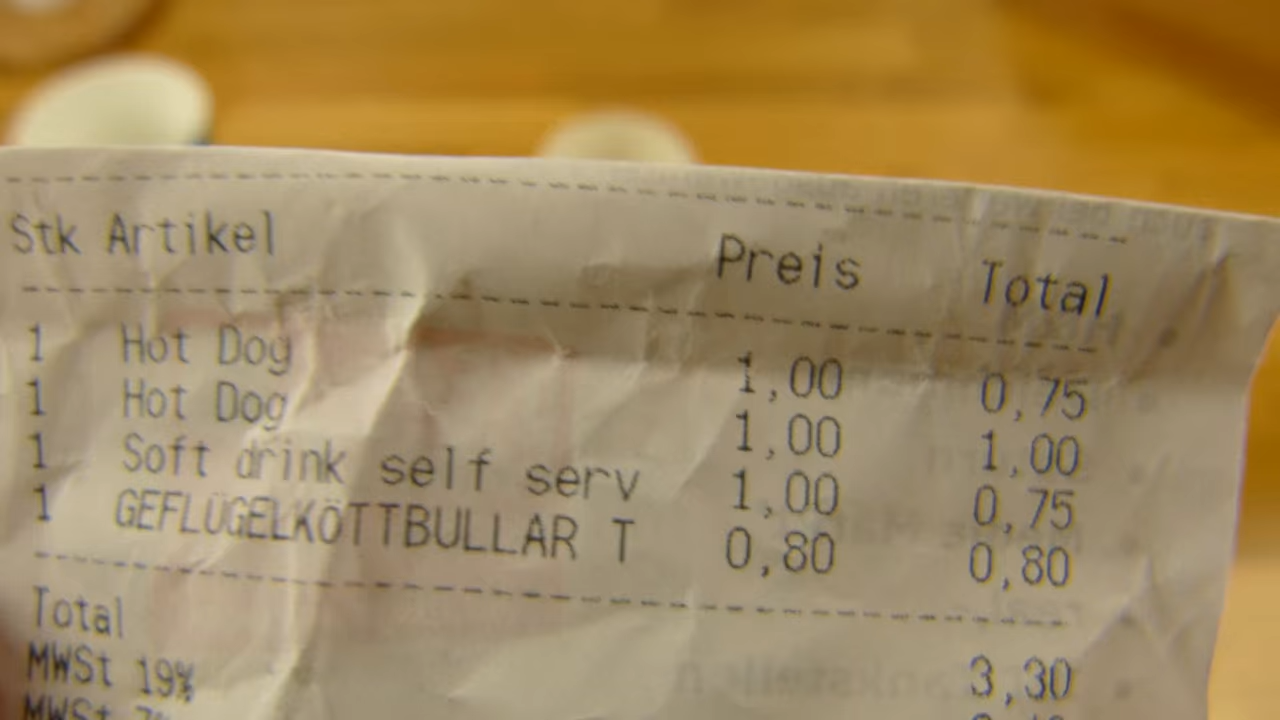 Stk Artikel Preis Total
1 Hot Dog 1,00 0,75
1 Hot Dog 1,00 1,00
1 Soft drink self serv 1,00 0,75
1 GEFLÜGELKÖTTBULLAR T 0,80 0,80
Total 3,30
MWSt 19%
MWSt 7%